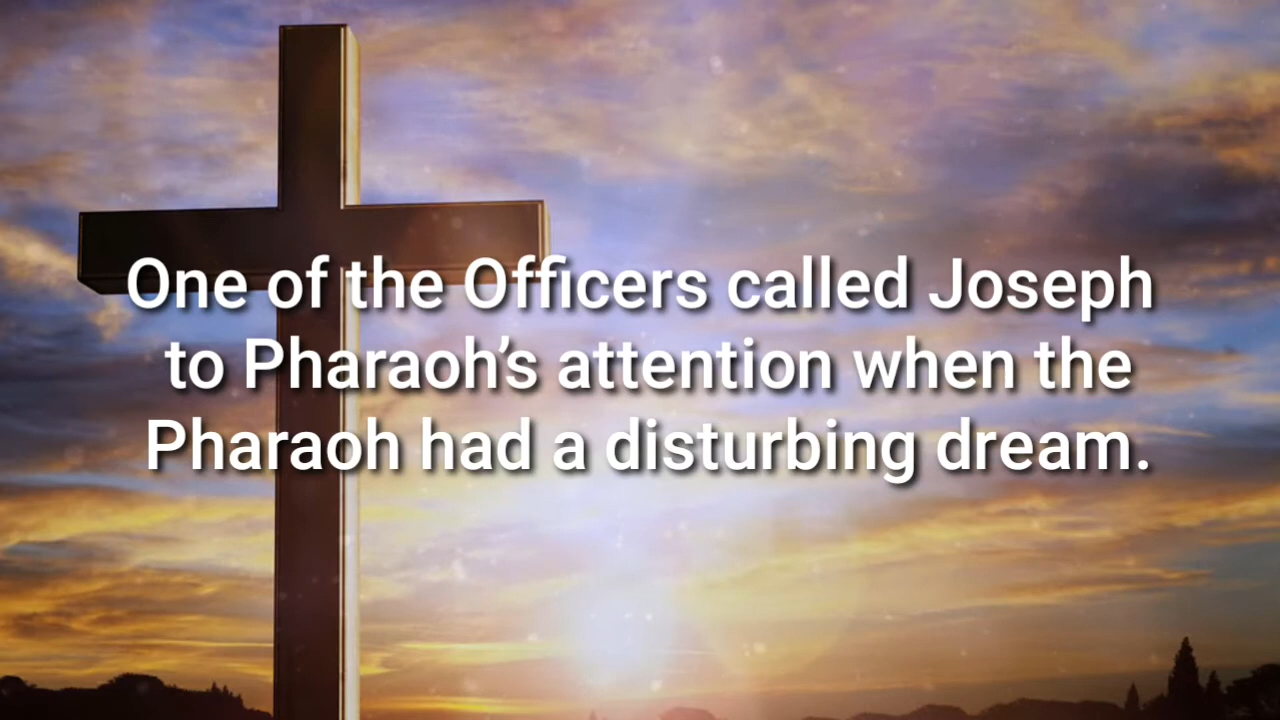 One of the Officers called Joseph
to Pharaoh’s attention when the
Pharaoh had a disturbing dream.